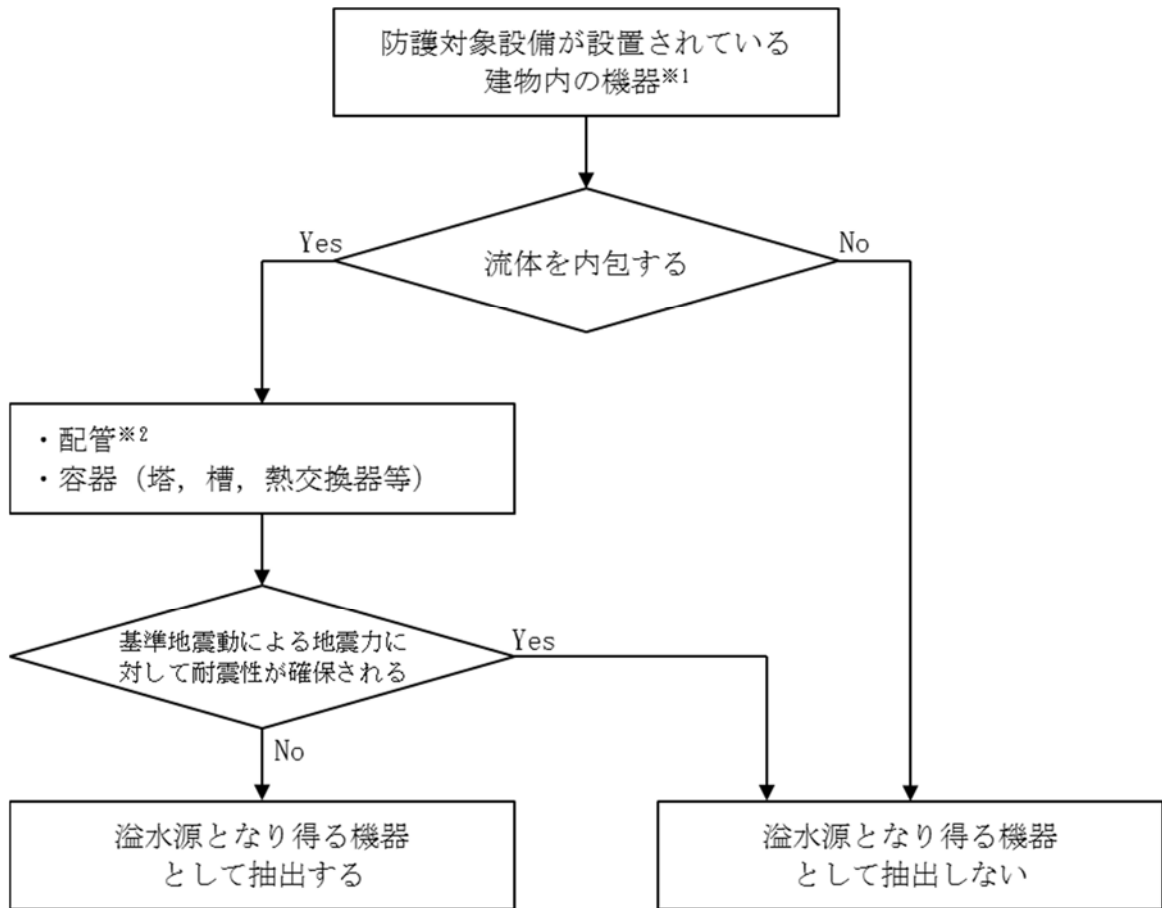 防護対象設備が設置されている
建物内の機器※1
流体を内包する
Yes
No
・配管※2
・容器（塔，槽，熱交換器等）
基準地震動による地震力に
対して耐震性が確保される
Yes
No
溢水源となり得る機器
として抽出する
溢水源となり得る機器
として抽出しない